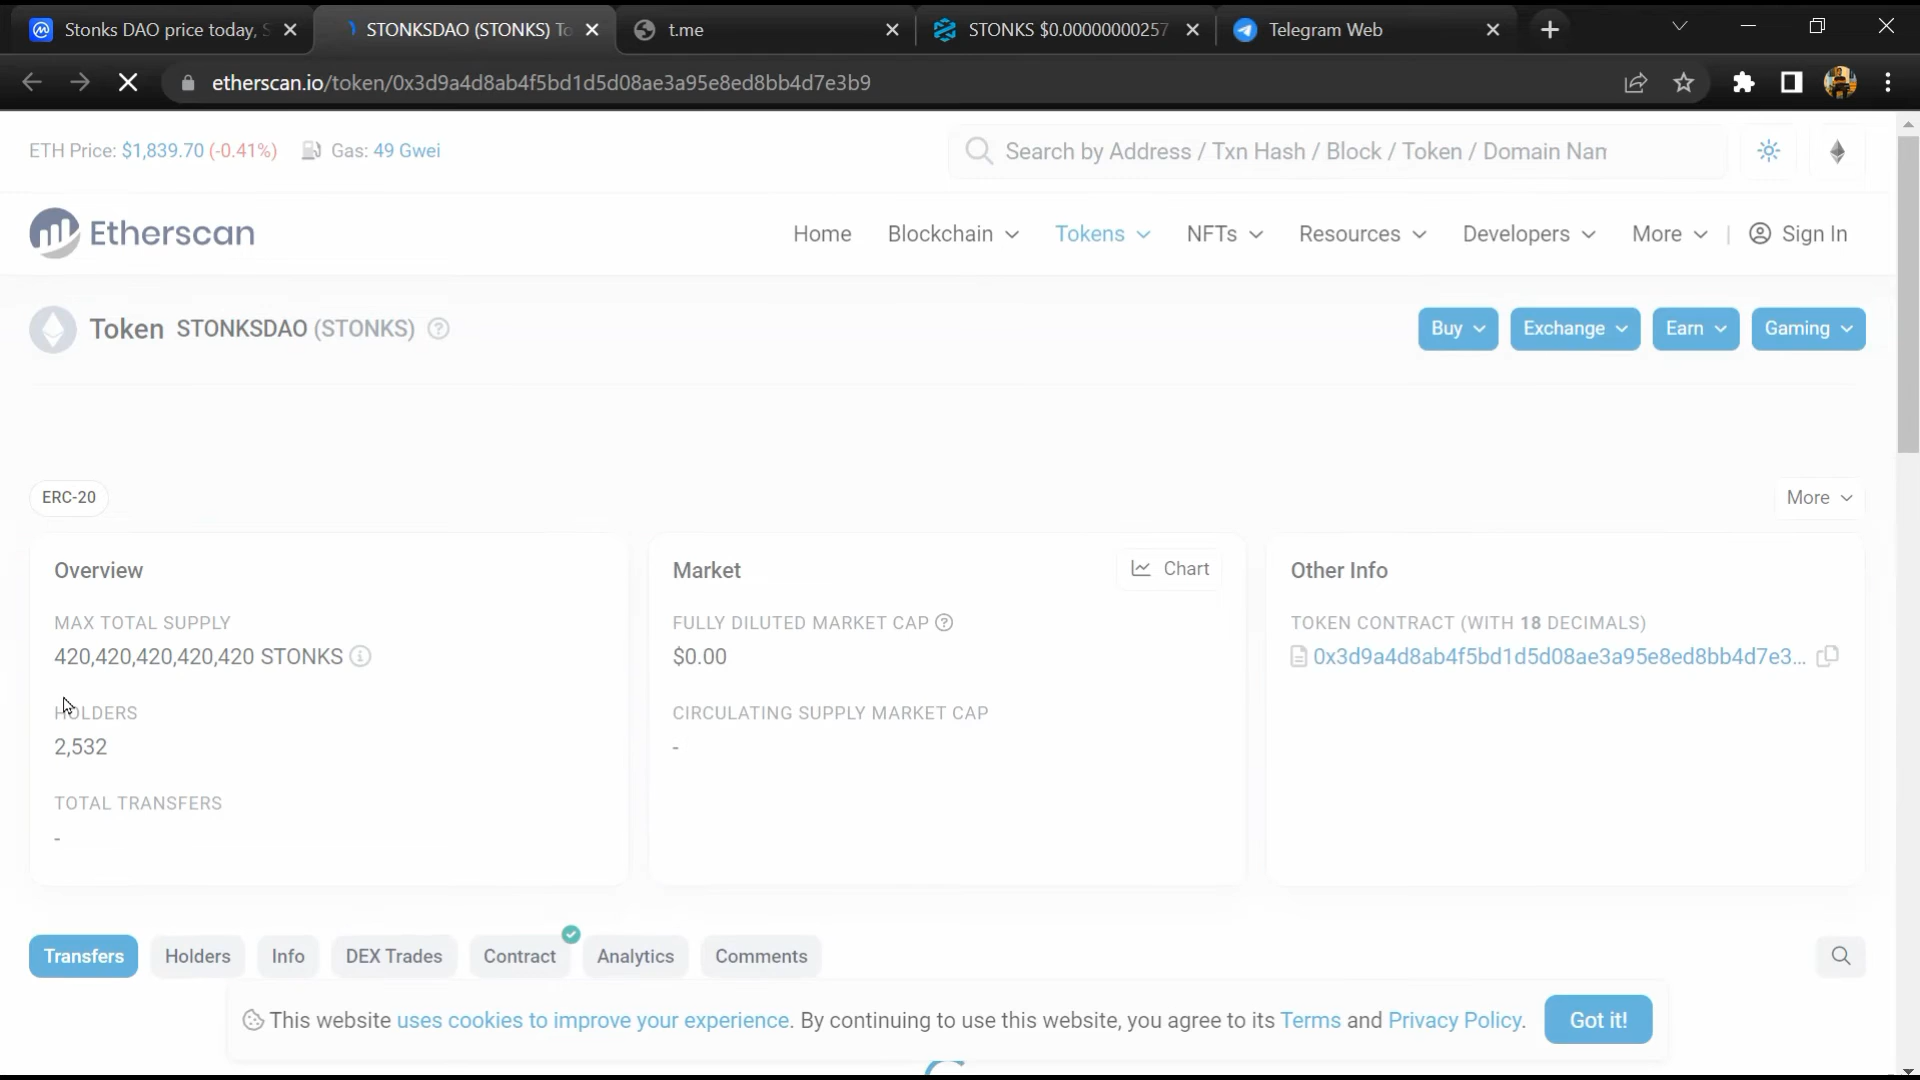 Stonks DAO price today, S
STONKSDAO (STONKS) To
t.me
STONKS $0.00000000257
Telegram Web
etherscan.io/token/0x3d9a4d8ab4f5bd1d5d08ae3a95e8ed8bb4d7e3b9
ETH Price: $1,839.70 (-0.41%)
Gas: 49 Gwei
Search by Address / Txn Hash / Block / Token / Domain Nam
Etherscan
Home
Blockchain
Tokens
NFTs
Resources
Developers
More
Sign In
Token STONKSDAO (STONKS)
Buy
Exchange
Earn
Gaming
ERC-20
More
Overview
MAX TOTAL SUPPLY
420,420,420,420,420 STONKS
HOLDERS
2,532
TOTAL TRANSFERS
-
Market
Chart
FULLY DILUTED MARKET CAP
$0.00
CIRCULATING SUPPLY MARKET CAP
-
Other Info
TOKEN CONTRACT (WITH 18 DECIMALS)
0x3d9a4d8ab4f5bd1d5d08ae3a95e8ed8bb4d7e3...
Transfers
Holders
Info
DEX Trades
Contract
Analytics
Comments
This website uses cookies to improve your experience. By continuing to use this website, you agree to its Terms and Privacy Policy.
Got it!